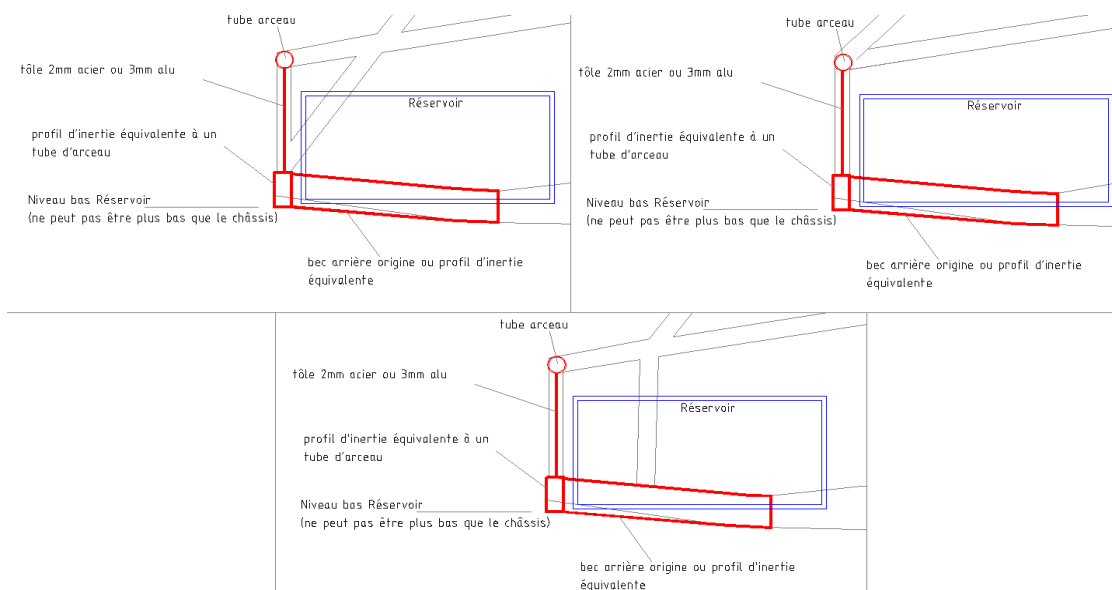 tube arceau
tôle 2mm acier ou 3mm alu
Réservoir
profil d'inertie équivalente à un
tube d'arceau
Niveau bas Réservoir
(ne peut pas être plus bas que le châssis)
bec arrière origine ou profil d'inertie
équivalente
tube arceau
tôle 2mm acier ou 3mm alu
Réservoir
profil d'inertie équivalente à un
tube d'arceau
Niveau bas Réservoir
(ne peut pas être plus bas que le châssis)
bec arrière origine ou profil d'inertie
équivalente
tube arceau
tôle 2mm acier ou 3mm alu
Réservoir
profil d'inertie équivalente à un
tube d'arceau
Niveau bas Réservoir
(ne peut pas être plus bas que le châssis)
bec arrière origine ou profil d'inertie
équivalente